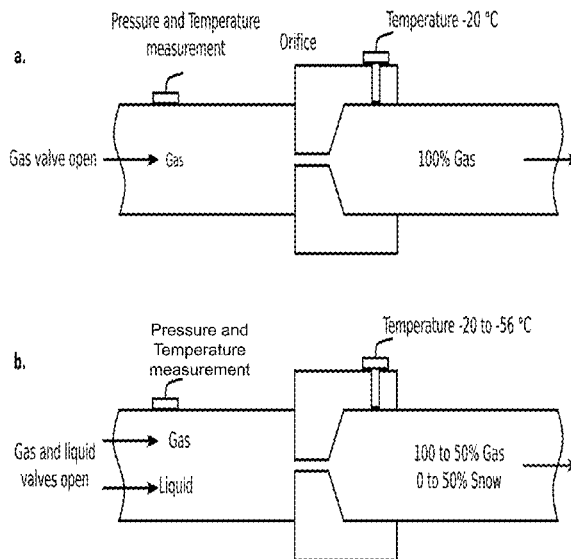 Pressure and Temperature
measurement
Orifice
Temperature -20 °C
a.
Gas valve open
Gas
100% Gas
Pressure and
Temperature
measurement
Temperature -20 to -56 °C
b.
Gas and liquid
valves open
Gas
Liquid
100 to 50% Gas
0 to 50% Snow